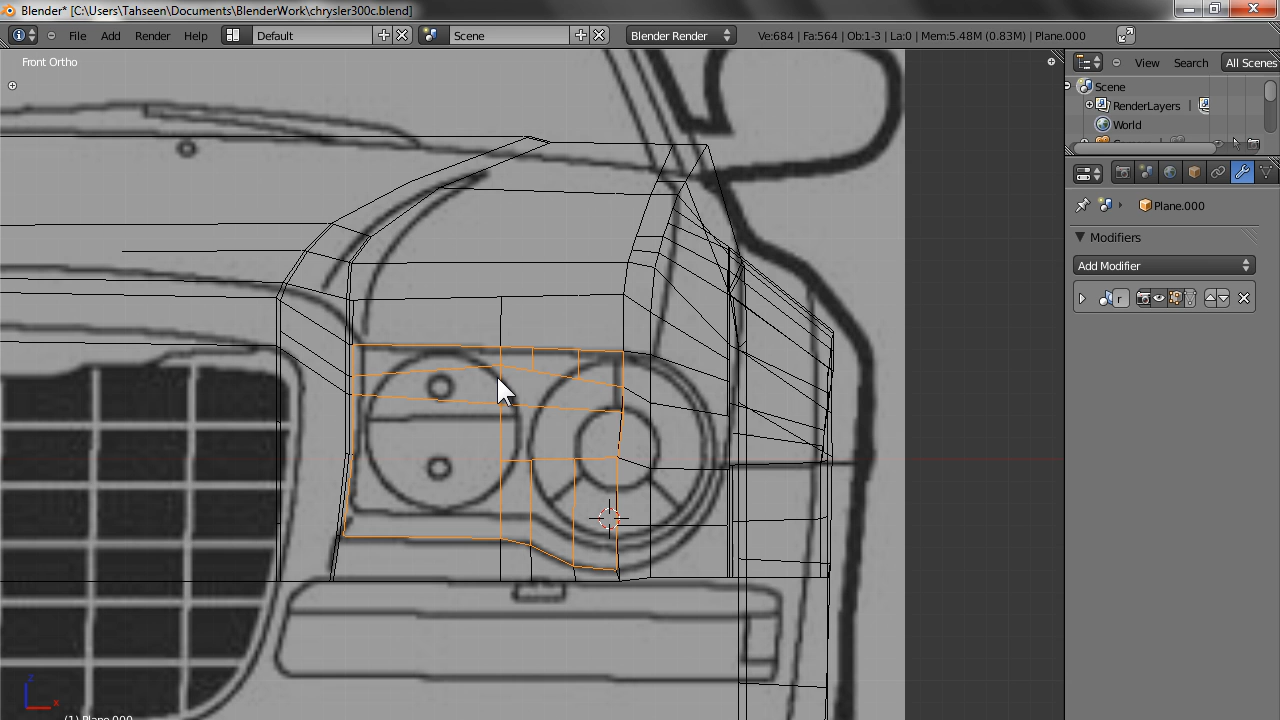 Blender* [C:\Users\Tahseen\Documents\BlenderWork\chrysler300c.blend]
File Add Render Help Default Scene Blender Render Ve:684 | Fa:564 | Ob:1-3 | La:0 | Mem:5.48M (0.83M) | Plane.000
Front Ortho
View Search All Scenes
Scene
RenderLayers
World
Plane.000
Modifiers
Add Modifier
r
z
x
(1) Plane.000